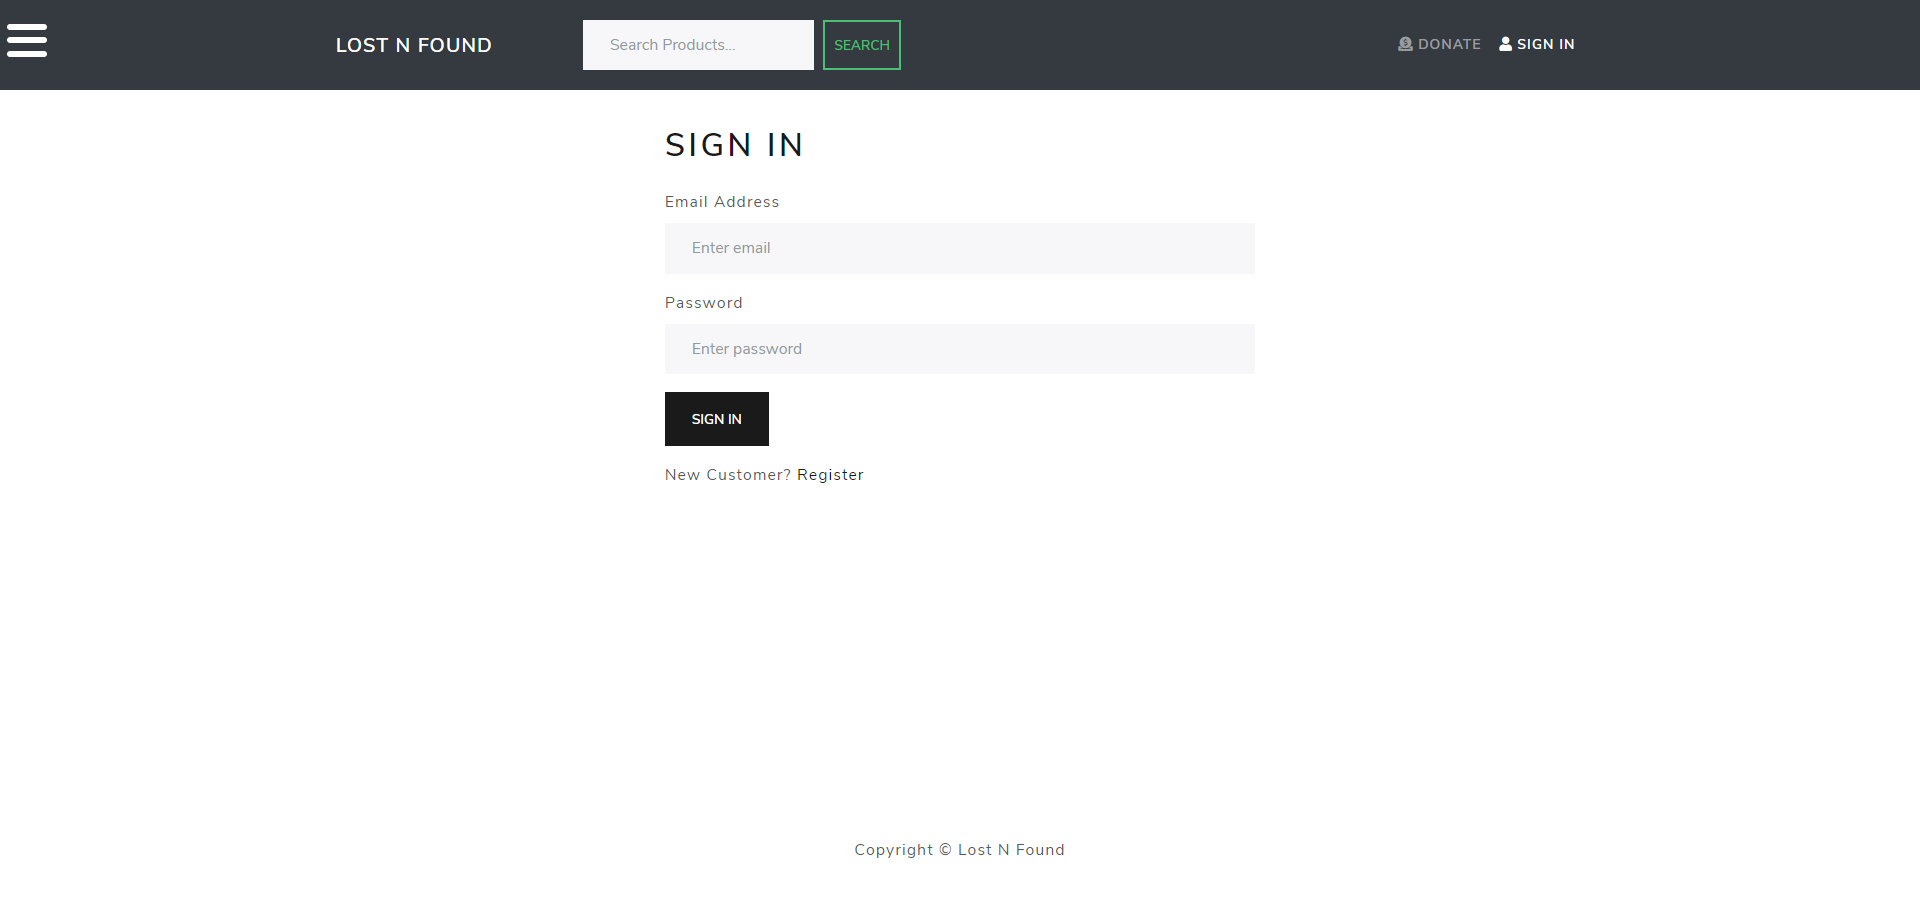 LOST N FOUND
Search Products...
SEARCH
DONATE
SIGN IN
SIGN IN
Email Address
Enter email
Password
Enter password
SIGN IN
New Customer? Register
Copyright © Lost N Found